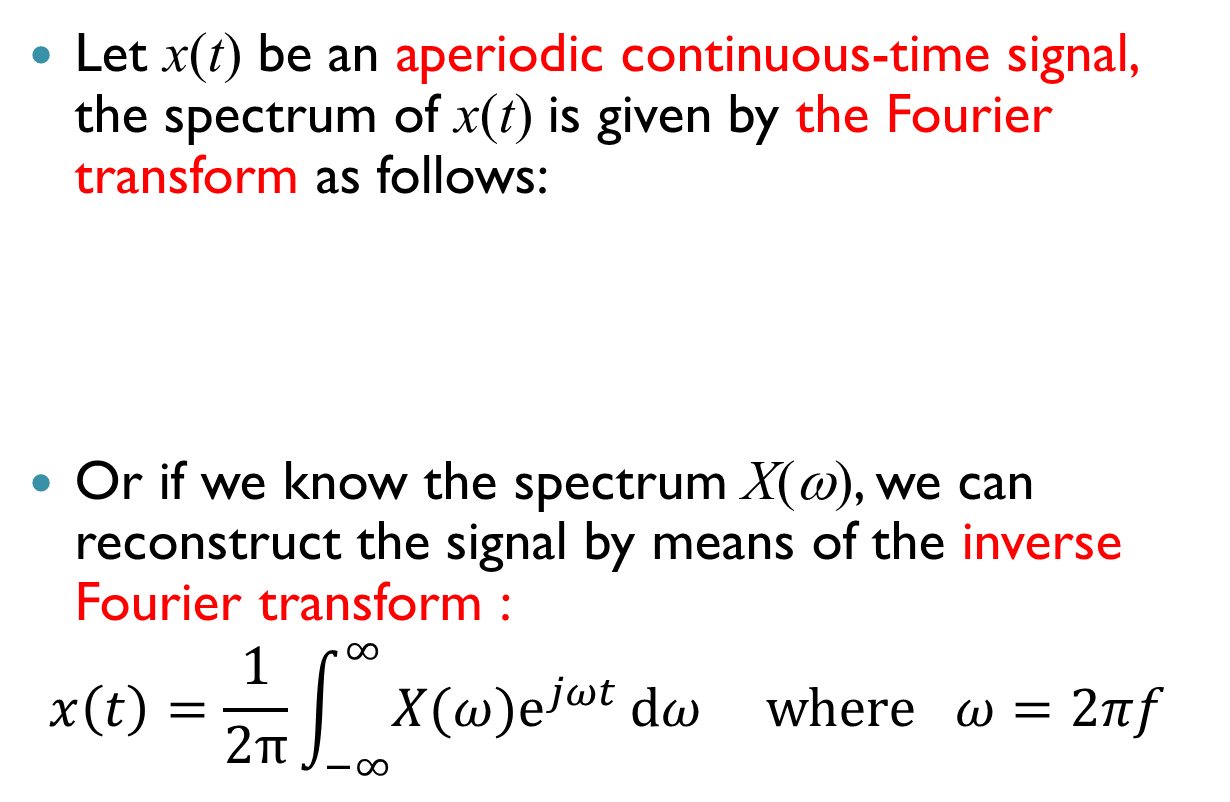 • Let x(t) be an aperiodic continuous-time signal,
the spectrum of x(t) is given by the Fourier
transform as follows:
• Or if we know the spectrum X(ω), we can
reconstruct the signal by means of the inverse
Fourier transform :
x(t) = 1/2π ∫_{−∞}^{∞} X(ω)e^{jωt} dω where ω = 2πf